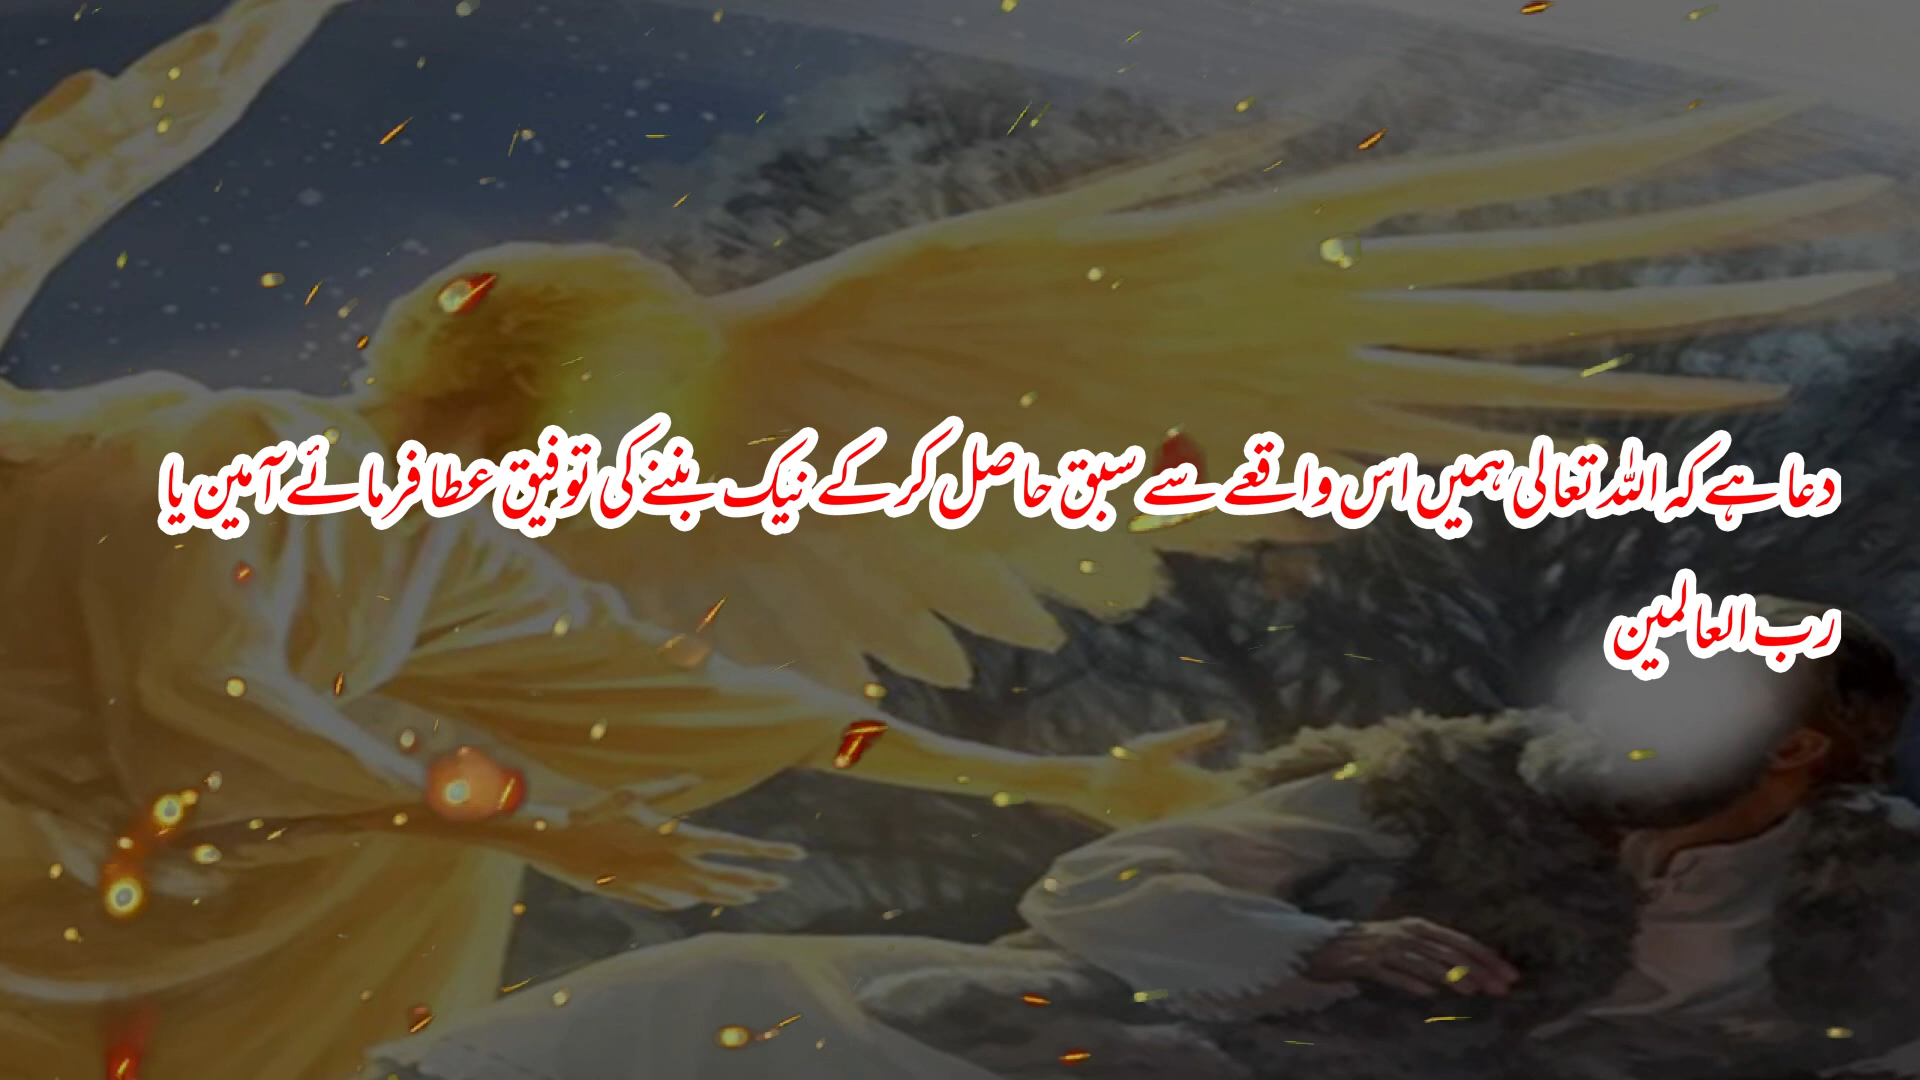 دعا ہے کہ اللہ تعالی ہمیں اس واقعے سے سبق حاصل کر کے نیک بننے کی توفیق عطا فرمائے آمین یا
رب العالمین